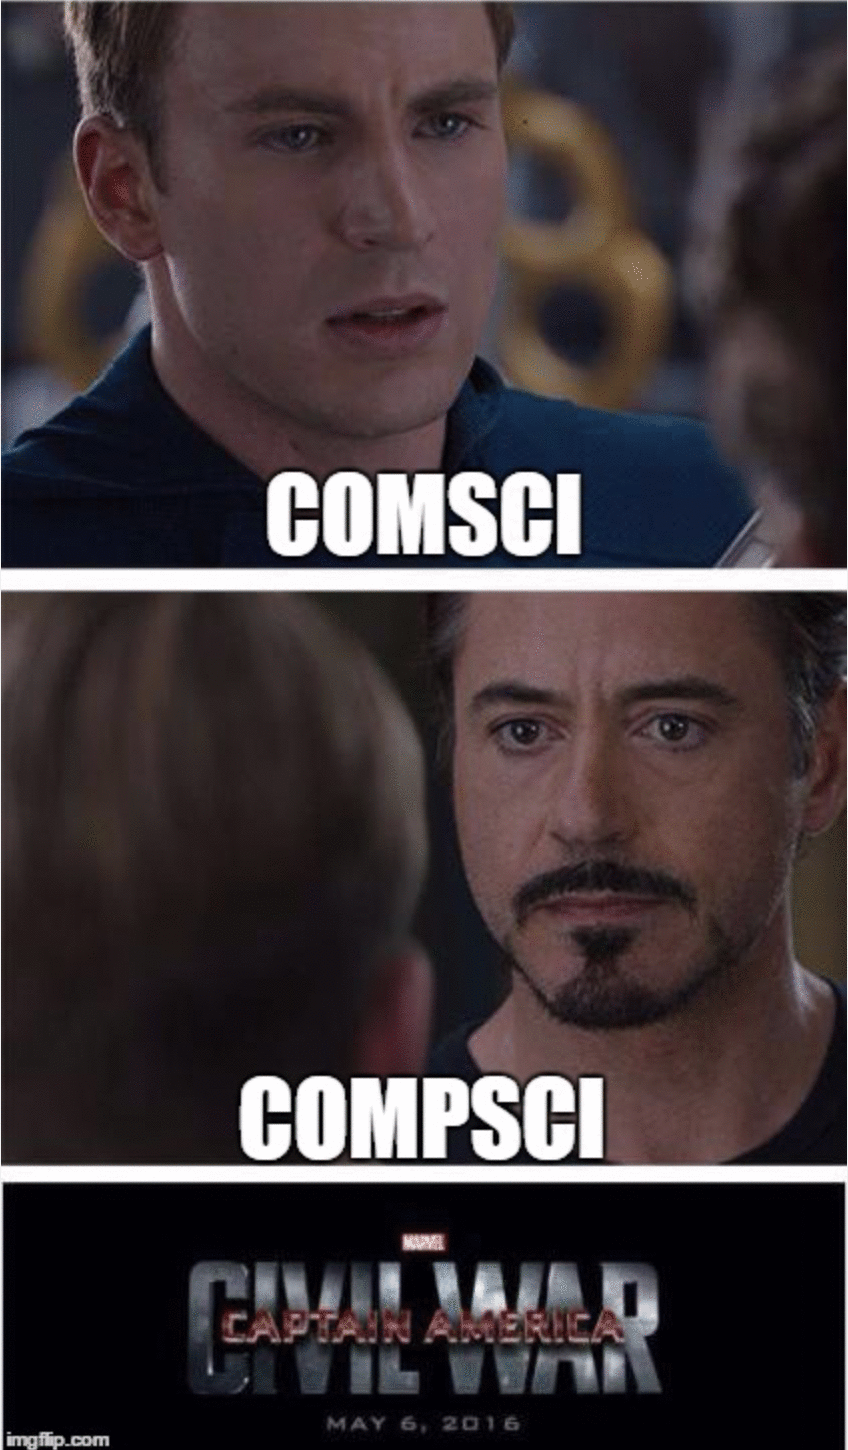 COMSCI
COMPSCI
MARVEL
CIVIL WAR
CAPTAIN AMERICA
MAY 6, 2016
imgflip.com